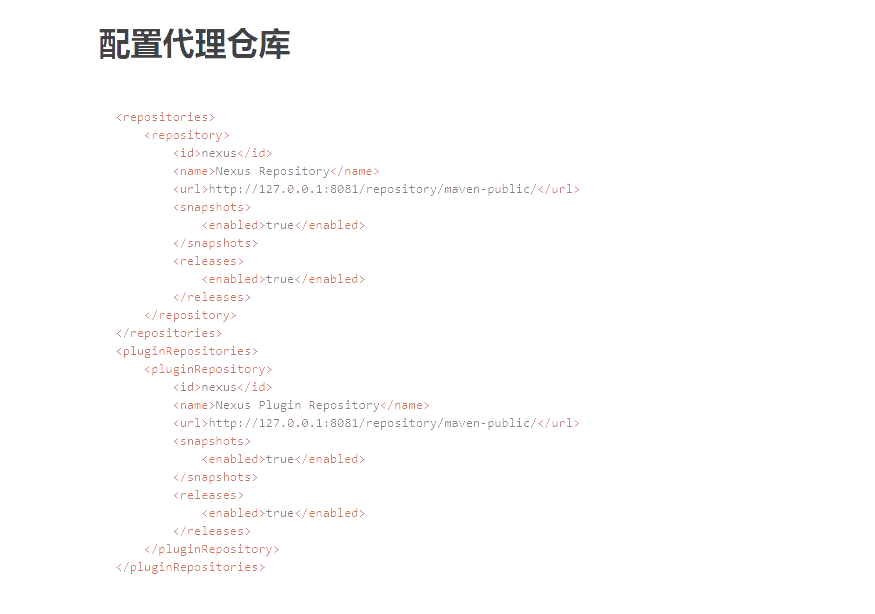 配置代理仓库
<repositories>
    <repository>
        <id>nexus</id>
        <name>Nexus Repository</name>
        <url>http://127.0.0.1:8081/repository/maven-public/</url>
        <snapshots>
            <enabled>true</enabled>
        </snapshots>
        <releases>
            <enabled>true</enabled>
        </releases>
    </repository>
</repositories>
<pluginRepositories>
    <pluginRepository>
        <id>nexus</id>
        <name>Nexus Plugin Repository</name>
        <url>http://127.0.0.1:8081/repository/maven-public/</url>
        <snapshots>
            <enabled>true</enabled>
        </snapshots>
        <releases>
            <enabled>true</enabled>
        </releases>
    </pluginRepository>
</pluginRepositories>